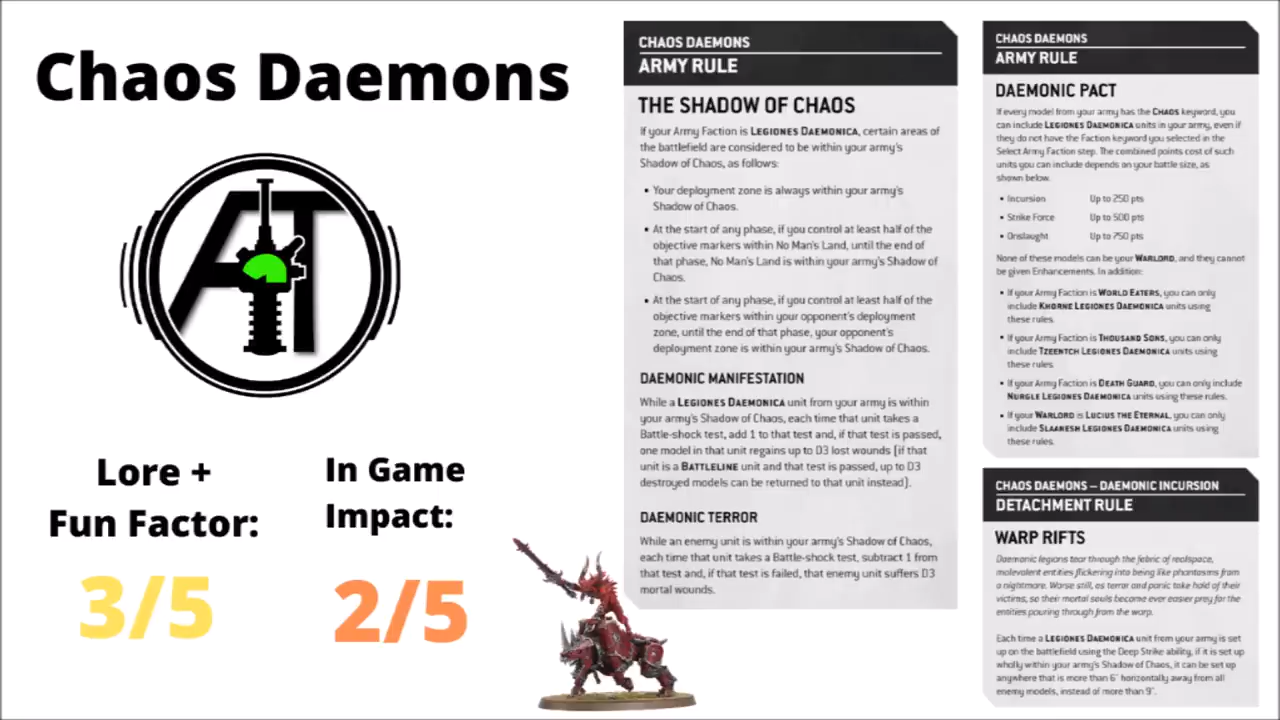 Chaos Daemons
AT
Lore +
Fun Factor:
3/5
In Game
Impact:
2/5
CHAOS DAEMONS
ARMY RULE
THE SHADOW OF CHAOS
If your Army Faction is LEGIONES DAEMONICA, certain areas of
the battlefield are considered to be within your army's
Shadow of Chaos, as follows:
• Your deployment zone is always within your army's
Shadow of Chaos.
• At the start of any phase, if you control at least half of the
objective markers within No Man's Land, until the end of
that phase, No Man's Land is within your army's Shadow of
Chaos.
• At the start of any phase, if you control at least half of the
objective markers within your opponent's deployment
zone, until the end of that phase, your opponent's
deployment zone is within your army's Shadow of Chaos.
DAEMONIC MANIFESTATION
While a LEGIONES DAEMONICA unit from your army is within
your army's Shadow of Chaos, each time that unit takes a
Battle-shock test, add 1 to that test and, if that test is passed,
one model in that unit regains up to D3 lost wounds (if that
unit is a BATTLELINE unit and that test is passed, up to D3
destroyed models can be returned to that unit instead).
DAEMONIC TERROR
While an enemy unit is within your army's Shadow of Chaos,
each time that unit takes a Battle-shock test, subtract 1 from
that test and, if that test is failed, that enemy unit suffers D3
mortal wounds.
CHAOS DAEMONS
ARMY RULE
DAEMONIC PACT
If every model from your army has the CHAOS keyword, you
can include LEGIONES DAEMONICA units in your army, even if
they do not have the Faction keyword you selected in the
Select Army Faction step. The combined points cost of such
units you can include depends on your battle size, as
shown below.
• Incursion Up to 250 pts
• Strike Force Up to 500 pts
• Onslaught Up to 750 pts
None of these models can be your WARLORD, and they cannot
be given Enhancements. In addition:
• If your Army Faction is WORLD EATERS, you can only
include KHORNE LEGIONES DAEMONICA units using
these rules.
• If your Army Faction is THOUSAND SONS, you can only
include TZEENTCH LEGIONES DAEMONICA units using
these rules.
• If your Army Faction is DEATH GUARD, you can only include
NURGLE LEGIONES DAEMONICA units using these rules.
• If your WARLORD is LUCIUS THE ETERNAL, you can only
include SLAANESH LEGIONES DAEMONICA units using
these rules.
CHAOS DAEMONS – DAEMONIC INCURSION
DETACHMENT RULE
WARP RIFTS
Daemonic legions tear through the fabric of realspace,
malevolent entities flickering into being like phantasms from
a nightmare. Worse still, as terror and panic take hold of their
victims, so their mortal souls become ever easier prey for the
entities pouring through from the warp.
Each time a LEGIONES DAEMONICA unit from your army is set
up on the battlefield using the Deep Strike ability, if it is set up
wholly within your army's Shadow of Chaos, it can be set up
anywhere that is more than 6" horizontally away from all
enemy models, instead of more than 9".